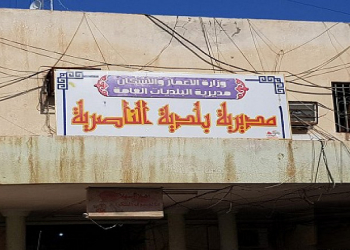 وزارة الاعمار والاسكان
مديرية البلديات العامة
مديرية بلدية الناصرية